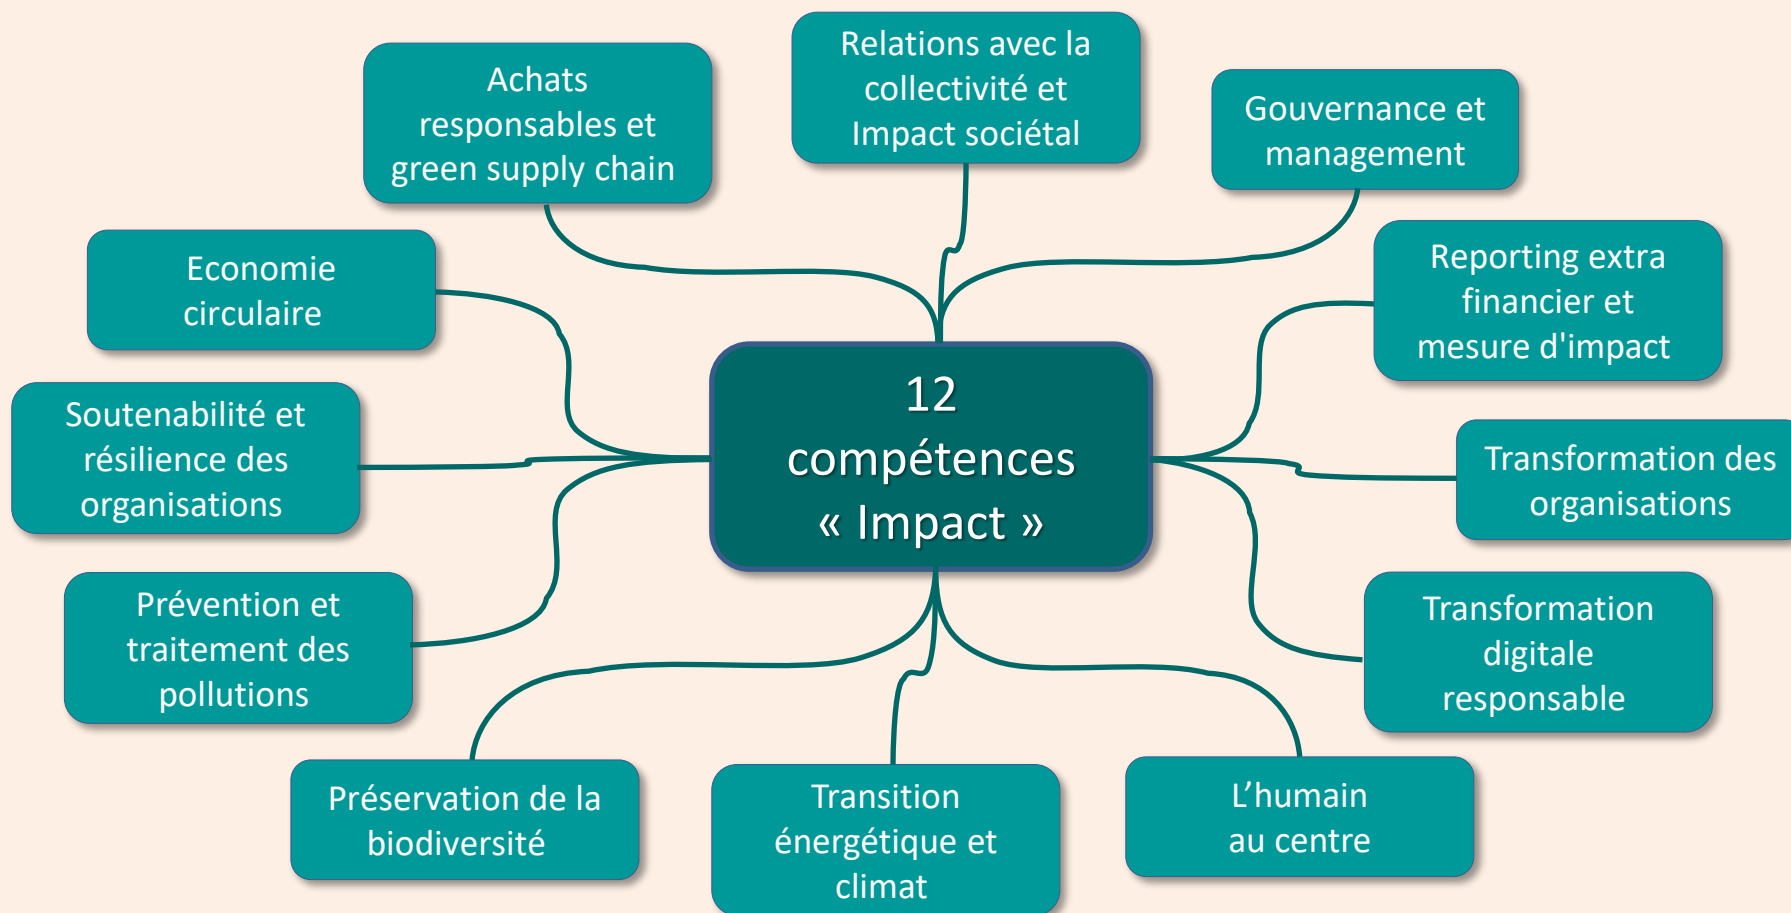 Achats
responsables et
green supply chain
Relations avec la
collectivité et
Impact sociétal
Gouvernance et
management
Economie
circulaire
Reporting extra
financier et
mesure d'impact
Soutenabilité et
résilience des
organisations
12
compétences
« Impact »
Transformation des
organisations
Prévention et
traitement des
pollutions
Transformation
digitale
responsable
Préservation de la
biodiversité
Transition
énergétique et
climat
L’humain
au centre